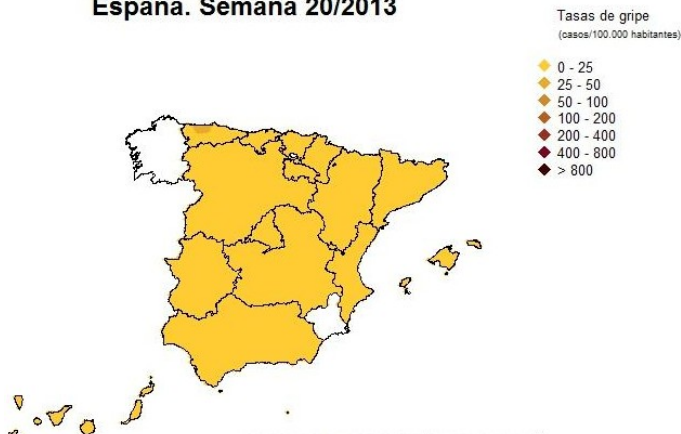 España. Semana 20/2013
Tasas de gripe
(casos/100.000 habitantes)
0 - 25
25 - 50
50 - 100
100 - 200
200 - 400
400 - 800
> 800